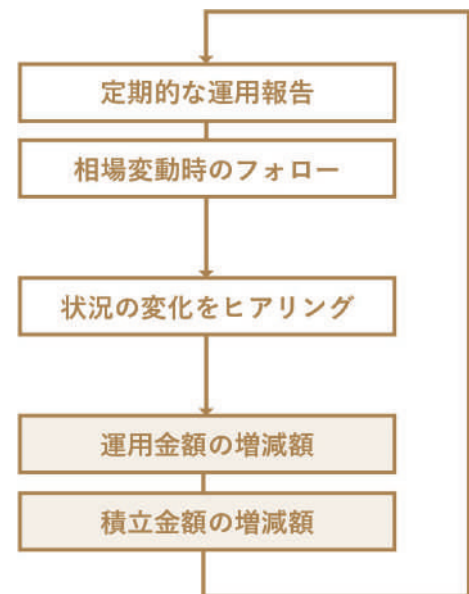 定期的な運用報告
相場変動時のフォロー
状況の変化をヒアリング
運用金額の増減額
積立金額の増減額